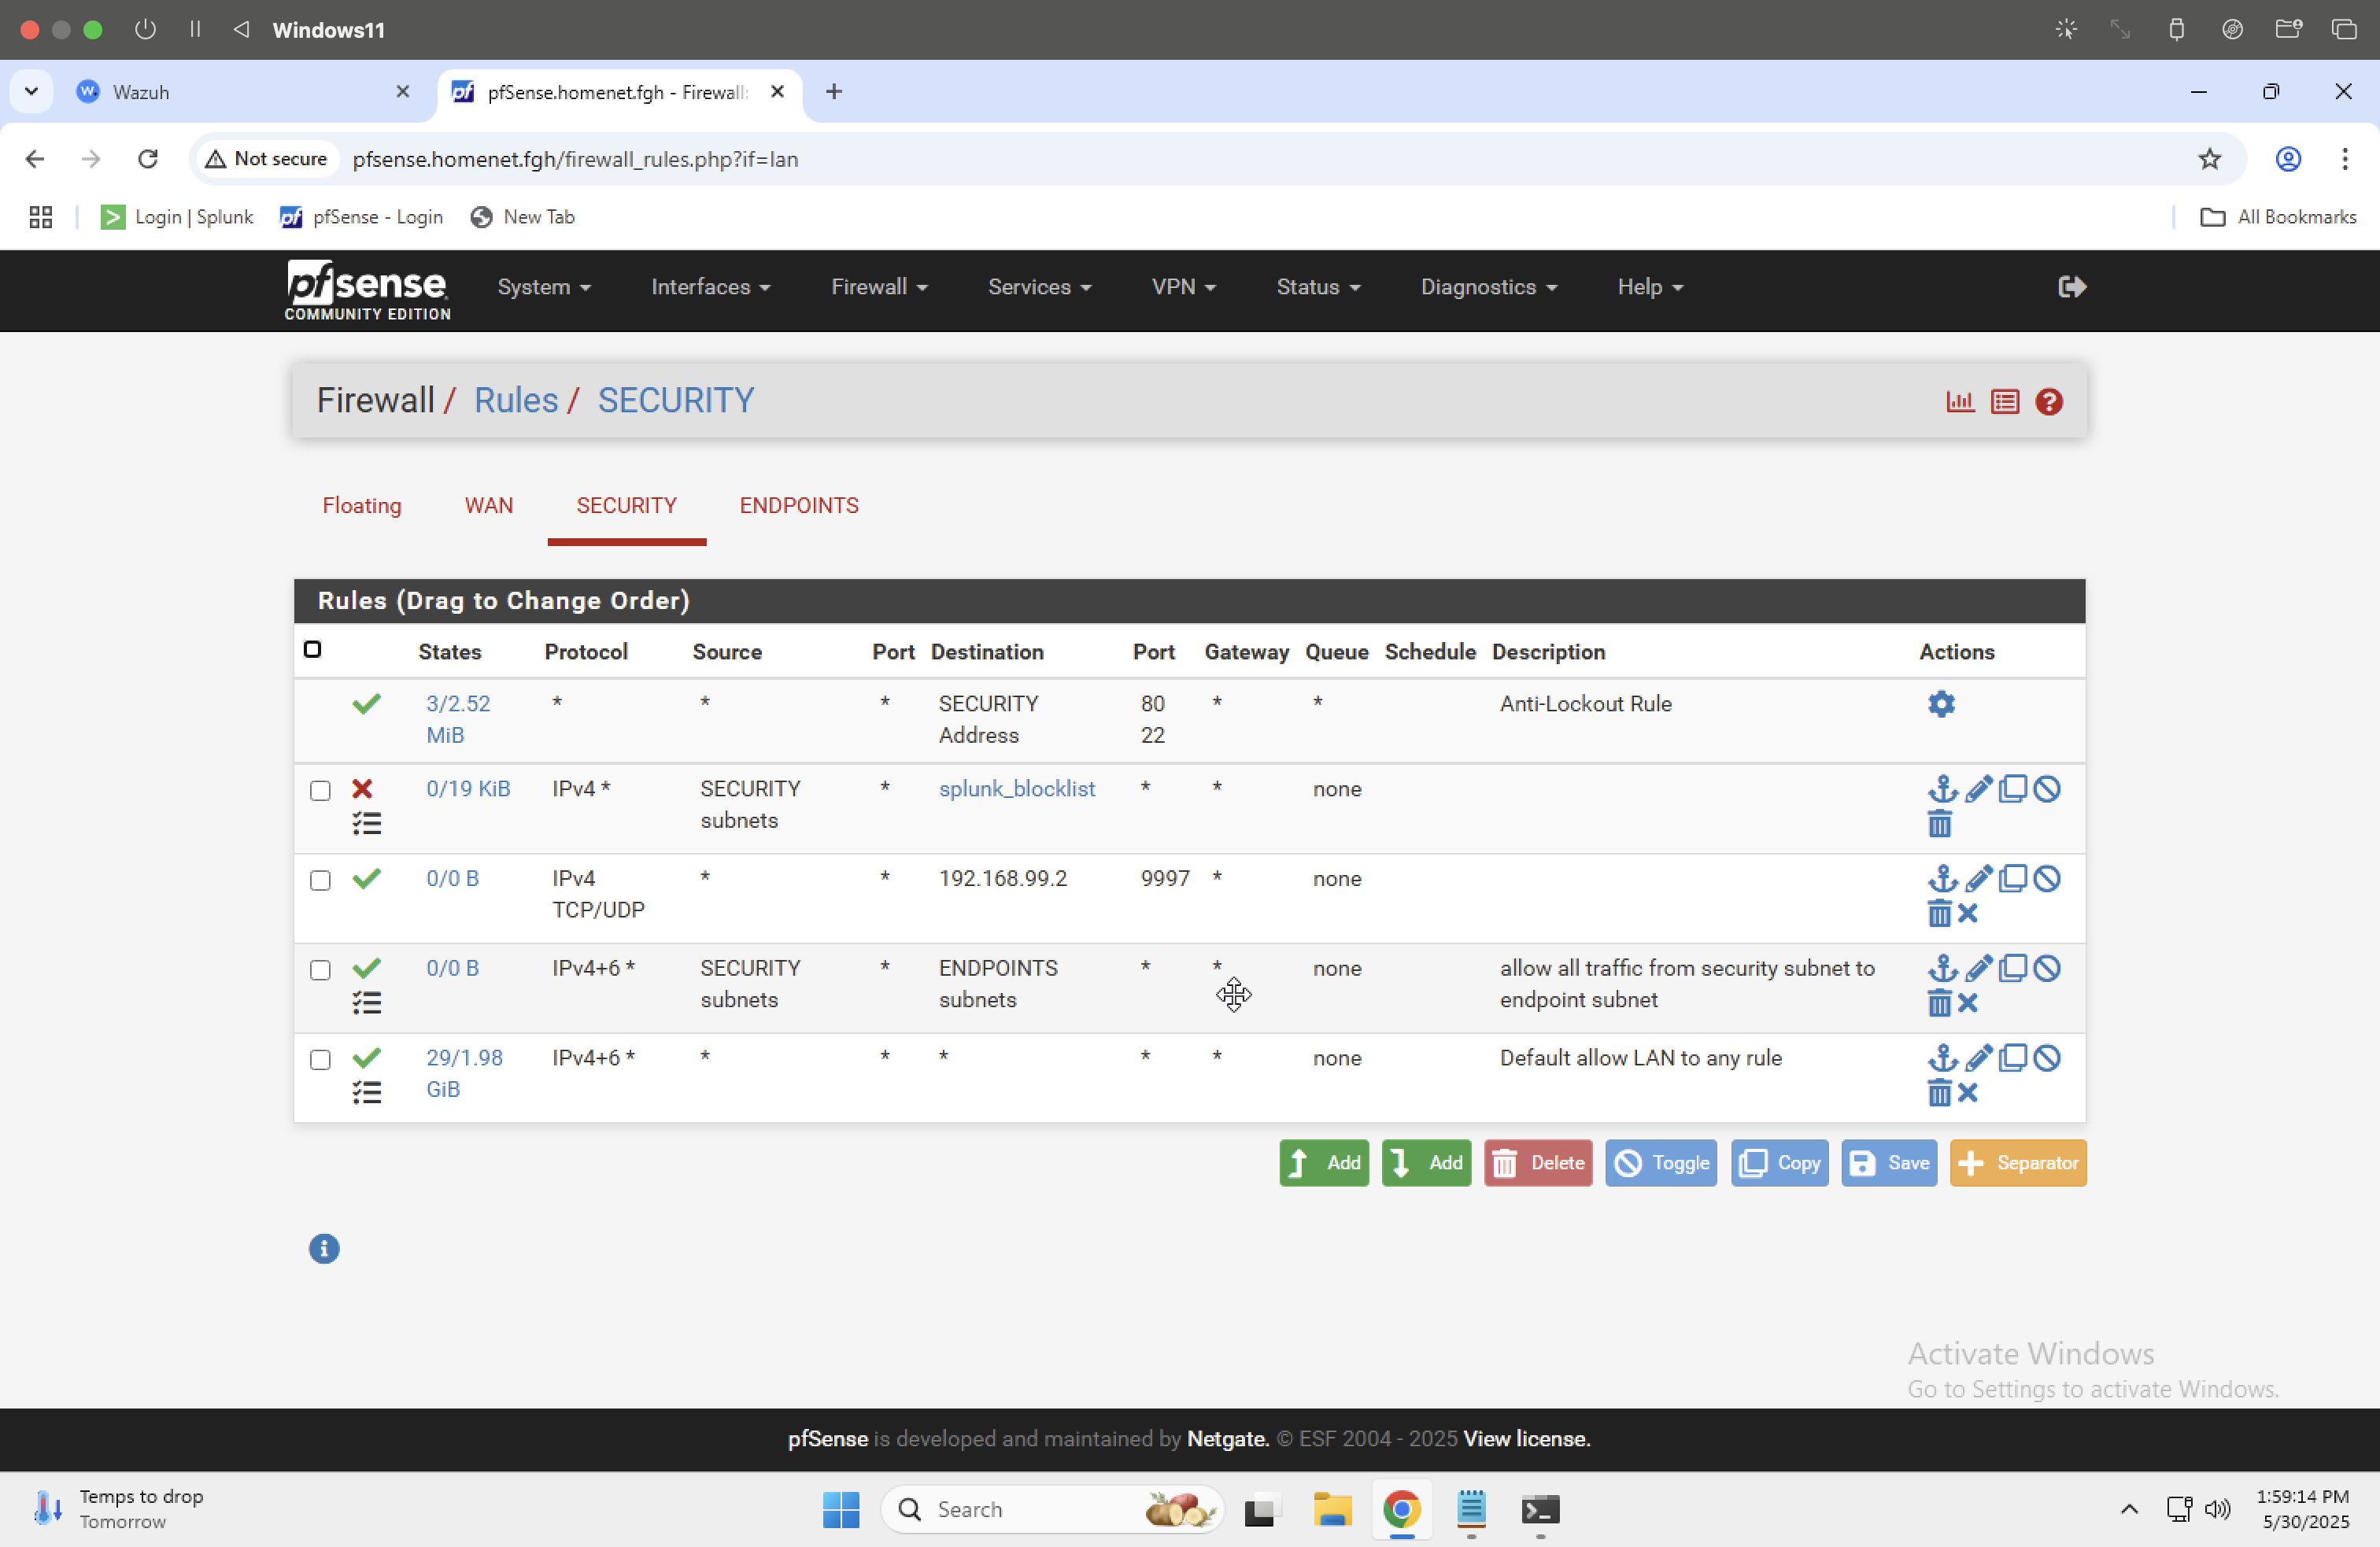 Windows11
Wazuh
pfSense.homenet.fgh - Firewall:
Not secure
pfsense.homenet.fgh/firewall_rules.php?if=lan
Login | Splunk
pfSense - Login
New Tab
All Bookmarks
pfsense
COMMUNITY EDITION
System
Interfaces
Firewall
Services
VPN
Status
Diagnostics
Help
Firewall / Rules / SECURITY
Floating
WAN
SECURITY
ENDPOINTS
Rules (Drag to Change Order)
States Protocol Source Port Destination Port Gateway Queue Schedule Description Actions
3/2.52 * * * SECURITY 80 * * Anti-Lockout Rule
MiB Address 22
0/19 KiB IPv4 * SECURITY * splunk_blocklist * * none
subnets
0/0 B IPv4 * * 192.168.99.2 9997 * none
TCP/UDP
0/0 B IPv4+6 * SECURITY * ENDPOINTS * * none allow all traffic from security subnet to
subnets subnets endpoint subnet
29/1.98 IPv4+6 * * * * * * none Default allow LAN to any rule
GiB
Add
Add
Delete
Toggle
Copy
Save
Separator
Activate Windows
Go to Settings to activate Windows.
pfSense is developed and maintained by Netgate. © ESF 2004 - 2025 View license.
Temps to drop
Tomorrow
Search
1:59:14 PM
5/30/2025